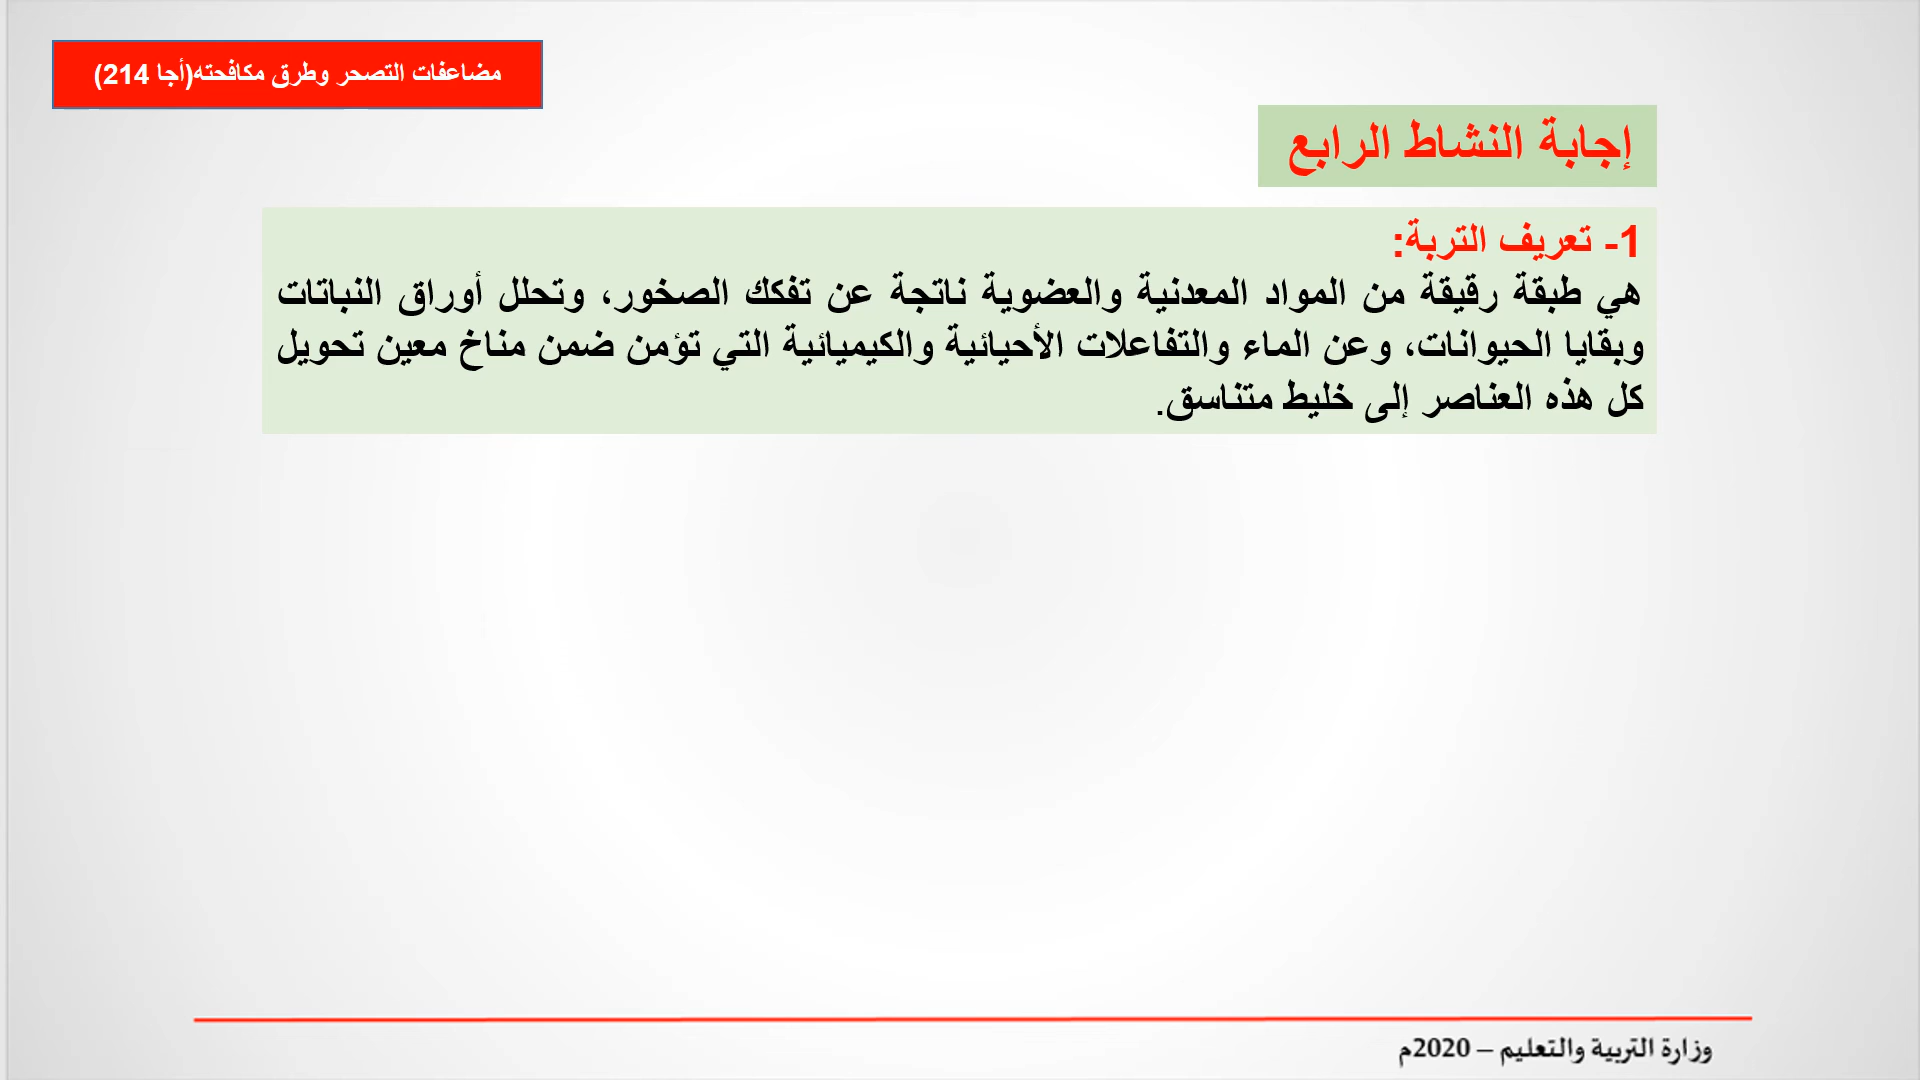 مضاعفات التصحر وطرق مكافحته(أجا 214)
إجابة النشاط الرابع
1- تعريف التربة:
هي طبقة رقيقة من المواد المعدنية والعضوية ناتجة عن تفكك الصخور، وتحلل أوراق النباتات
وبقايا الحيوانات، وعن الماء والتفاعلات الأحيائية والكيميائية التي تؤمن ضمن مناخ معين تحويل
كل هذه العناصر إلى خليط متناسق.
وزارة التربية والتعليم – 2020م